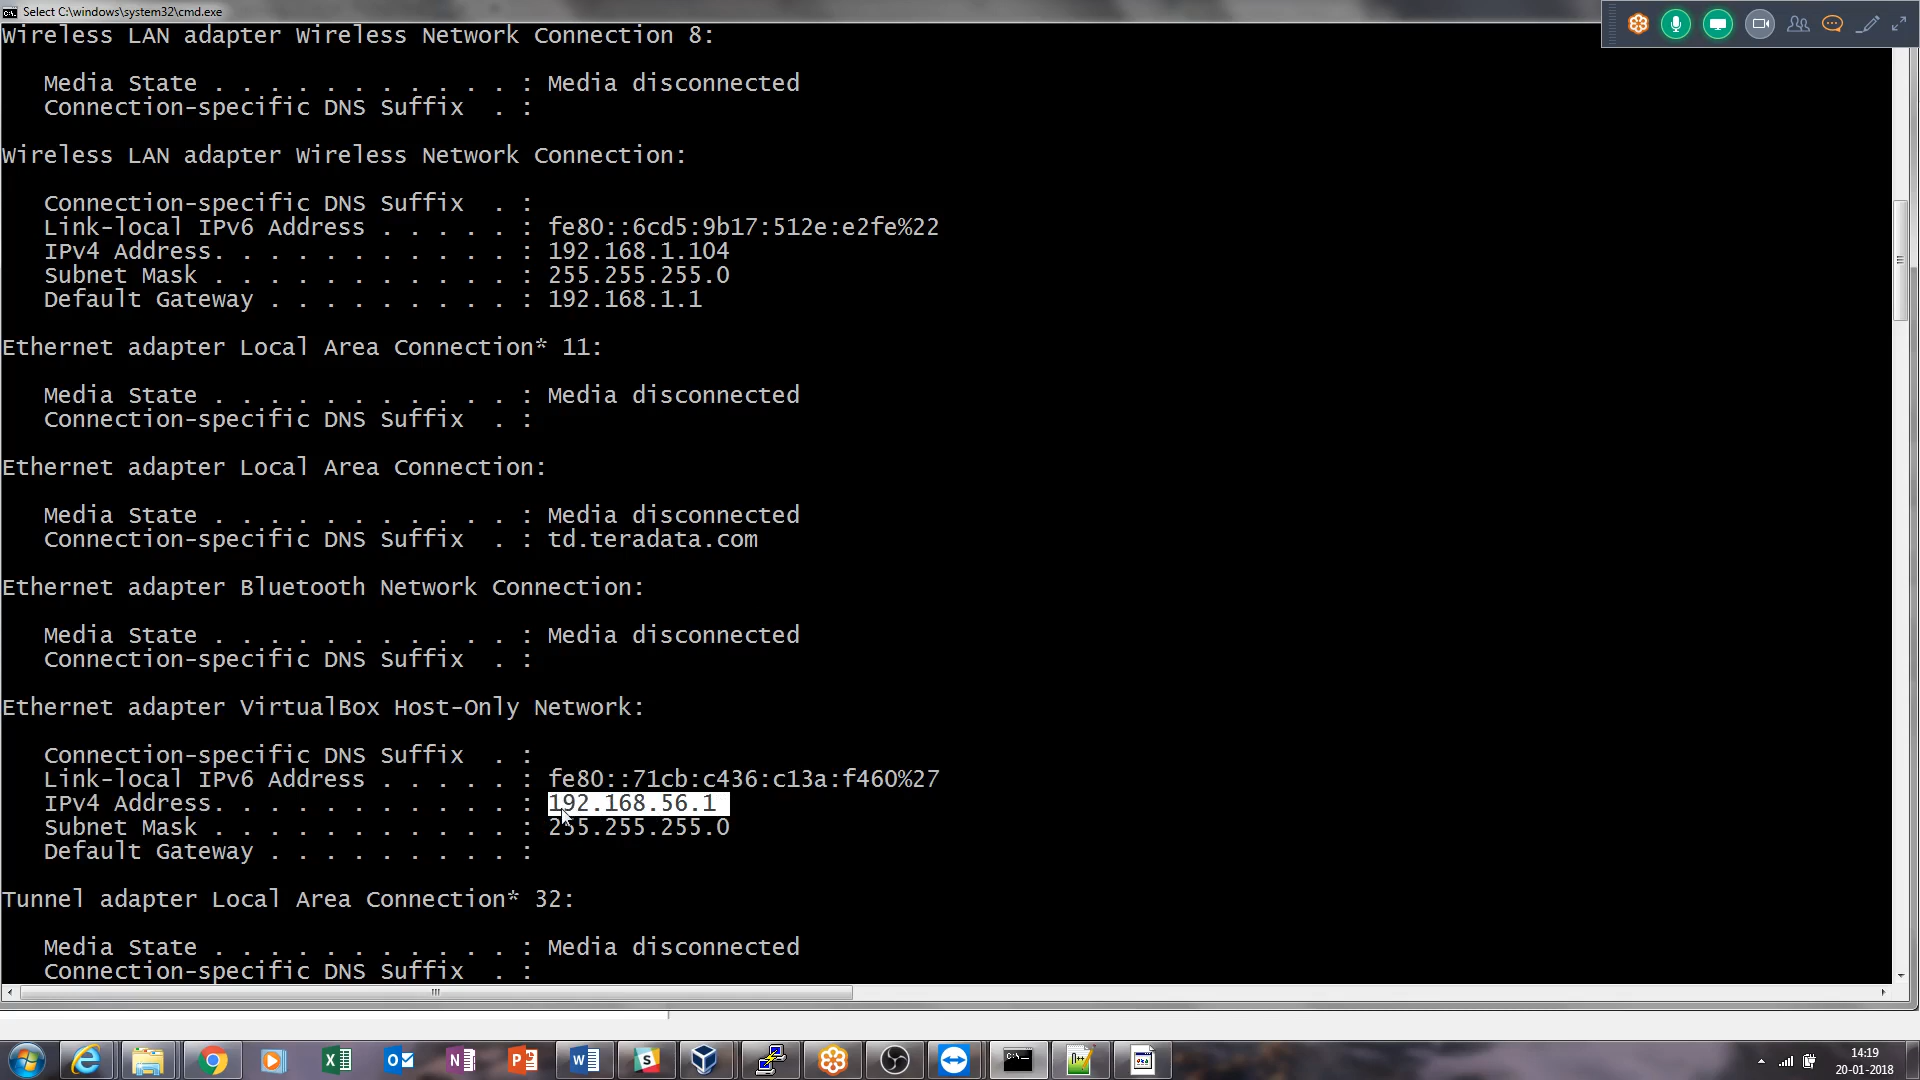 Select C:\windows\system32\cmd.exe
Wireless LAN adapter Wireless Network Connection 8:
   Media State . . . . . . . . . . . : Media disconnected
   Connection-specific DNS Suffix  . :
Wireless LAN adapter Wireless Network Connection:
   Connection-specific DNS Suffix  . :
   Link-local IPv6 Address . . . . . : fe80::6cd5:9b17:512e:e2fe%22
   IPv4 Address. . . . . . . . . . . : 192.168.1.104
   Subnet Mask . . . . . . . . . . . : 255.255.255.0
   Default Gateway . . . . . . . . . : 192.168.1.1
Ethernet adapter Local Area Connection* 11:
   Media State . . . . . . . . . . . : Media disconnected
   Connection-specific DNS Suffix  . :
Ethernet adapter Local Area Connection:
   Media State . . . . . . . . . . . : Media disconnected
   Connection-specific DNS Suffix  . : td.teradata.com
Ethernet adapter Bluetooth Network Connection:
   Media State . . . . . . . . . . . : Media disconnected
   Connection-specific DNS Suffix  . :
Ethernet adapter VirtualBox Host-Only Network:
   Connection-specific DNS Suffix  . :
   Link-local IPv6 Address . . . . . : fe80::71cb:c436:c13a:f460%27
   IPv4 Address. . . . . . . . . . . : 192.168.56.1
   Subnet Mask . . . . . . . . . . . : 255.255.255.0
   Default Gateway . . . . . . . . . :
Tunnel adapter Local Area Connection* 32:
   Media State . . . . . . . . . . . : Media disconnected
   Connection-specific DNS Suffix  . :
14:19
20-01-2018